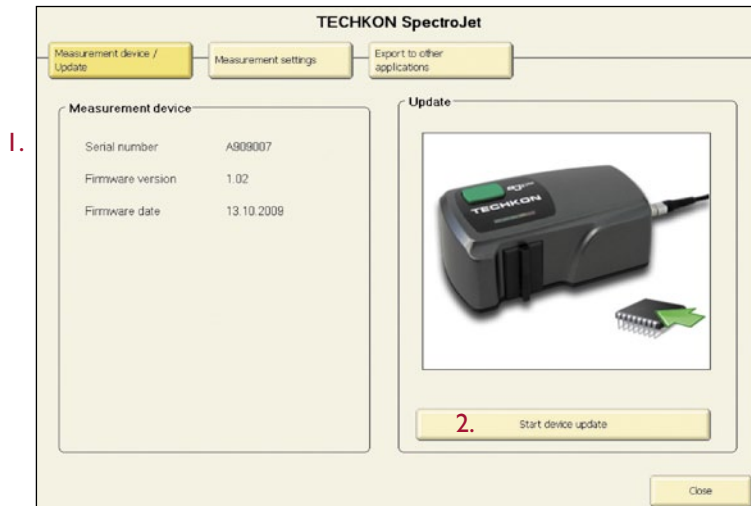 TECHKON SpectroJet
Measurement device /
Update
Measurement settings
Export to other
applications
Measurement device
1.
Serial number A909007
Firmware version 1.02
Firmware date 13.10.2009
Update
TECHKON
2. Start device update
Close